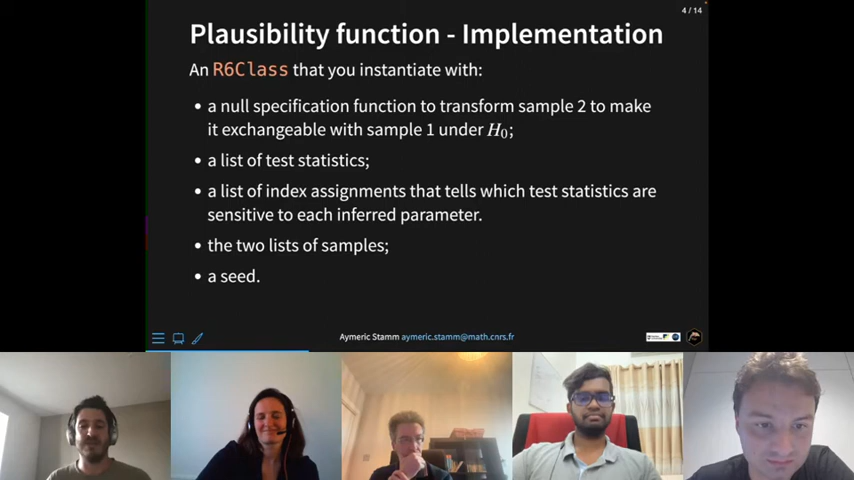 4 / 14
Plausibility function - Implementation
An R6Class that you instantiate with:
• a null specification function to transform sample 2 to make
it exchangeable with sample 1 under H₀;
• a list of test statistics;
• a list of index assignments that tells which test statistics are
sensitive to each inferred parameter.
• the two lists of samples;
• a seed.
Aymeric Stamm aymeric.stamm@math.cnrs.fr